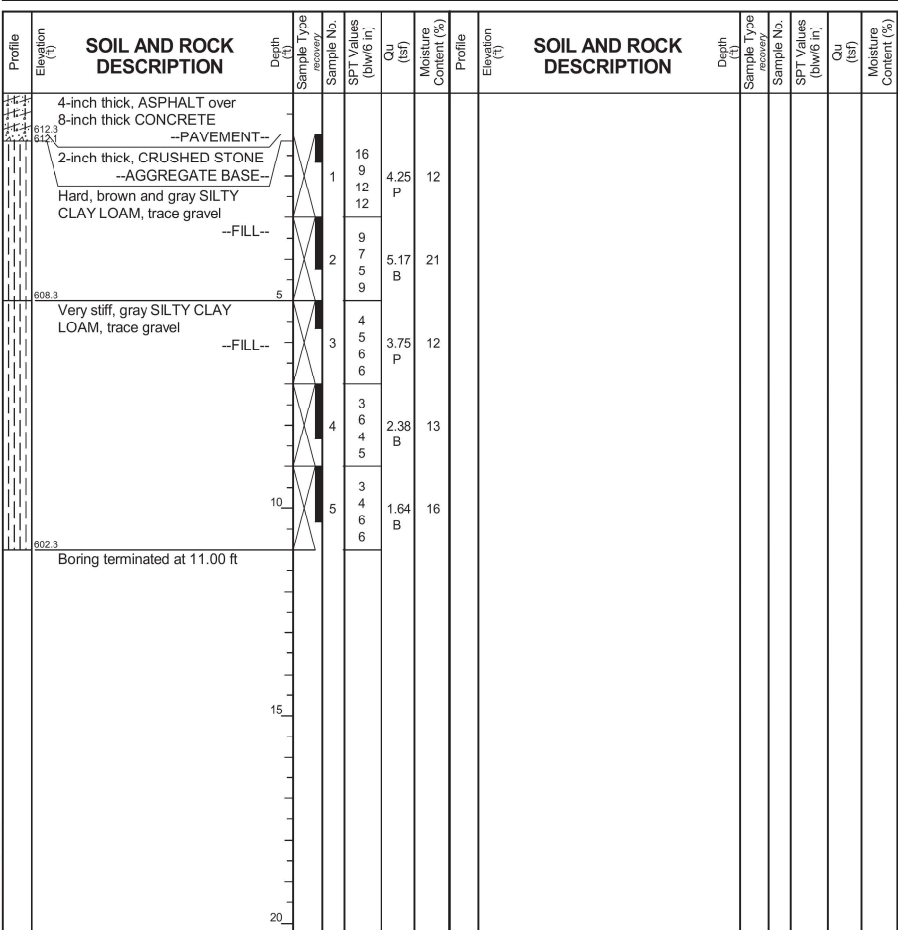 Profile
Elevation
(ft)
SOIL AND ROCK
DESCRIPTION
Depth
(ft)
Sample Type
recovery
Sample No.
SPT Values
(blw/6 in)
Qu
(tsf)
Moisture
Content (%)
Profile
Elevation
(ft)
SOIL AND ROCK
DESCRIPTION
Depth
(ft)
Sample Type
recovery
Sample No.
SPT Values
(blw/6 in)
Qu
(tsf)
Moisture
Content (%)
4-inch thick, ASPHALT over
8-inch thick CONCRETE
612.3
--PAVEMENT--
612.1
2-inch thick, CRUSHED STONE
--AGGREGATE BASE--
Hard, brown and gray SILTY
CLAY LOAM, trace gravel
--FILL--
1
16
9
12
12
4.25
P
12
2
9
7
5
9
5.17
B
21
608.3
5
Very stiff, gray SILTY CLAY
LOAM, trace gravel
--FILL--
3
4
5
6
6
3.75
P
12
4
3
6
4
5
2.38
B
13
10
5
3
4
6
6
1.64
B
16
602.3
Boring terminated at 11.00 ft
15
20